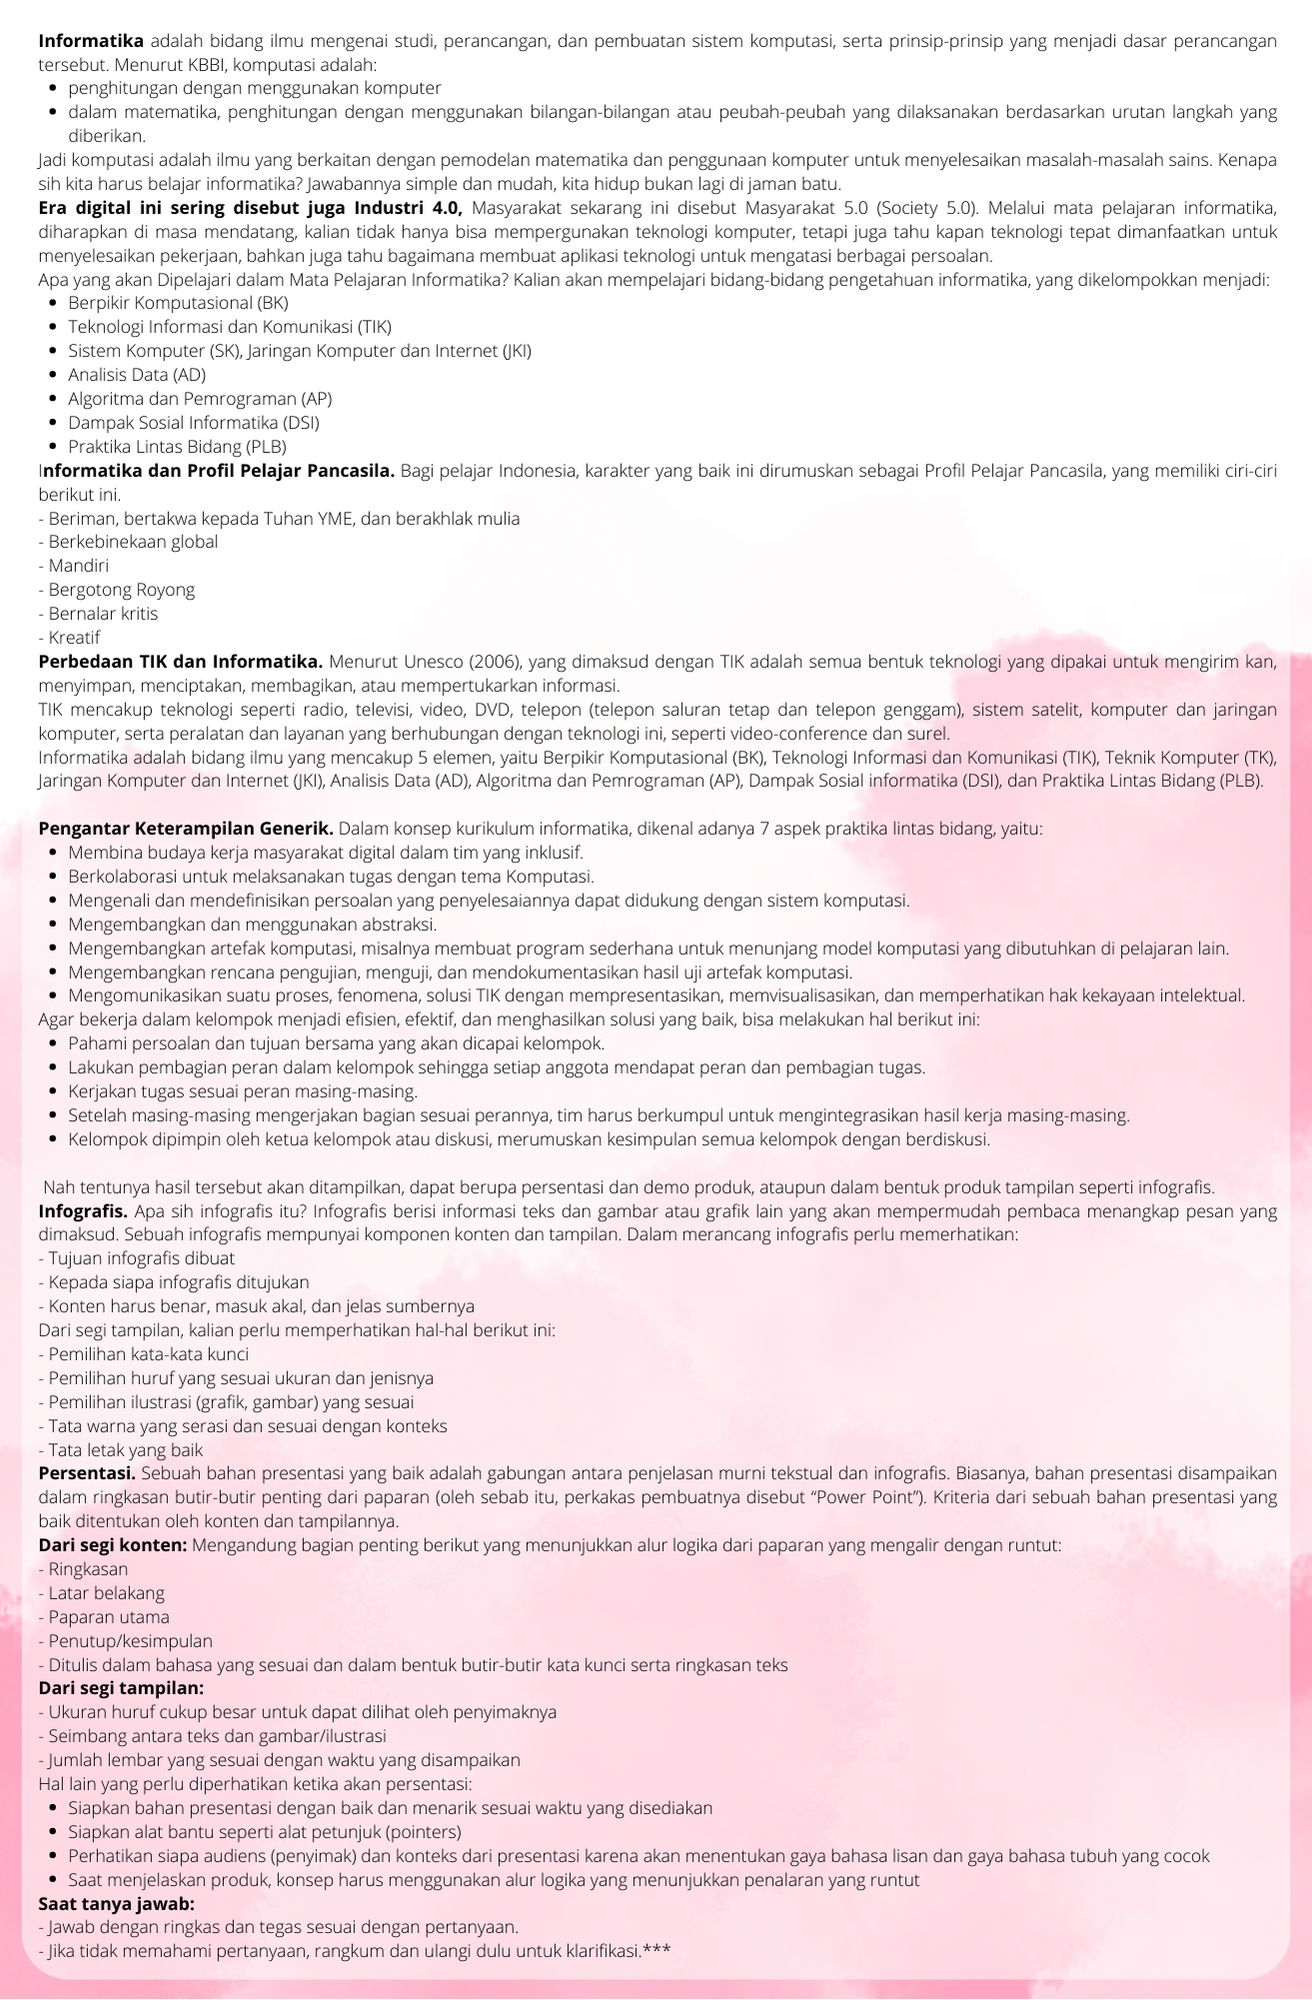 Informatika adalah bidang ilmu mengenai studi, perancangan, dan pembuatan sistem komputasi, serta prinsip-prinsip yang menjadi dasar perancangan
tersebut. Menurut KBBI, komputasi adalah:
• penghitungan dengan menggunakan komputer
• dalam matematika, penghitungan dengan menggunakan bilangan-bilangan atau peubah-peubah yang dilaksanakan berdasarkan urutan langkah yang
diberikan.
Jadi komputasi adalah ilmu yang berkaitan dengan pemodelan matematika dan penggunaan komputer untuk menyelesaikan masalah-masalah sains. Kenapa
sih kita harus belajar informatika? Jawabannya simple dan mudah, kita hidup bukan lagi di jaman batu.
Era digital ini sering disebut juga Industri 4.0, Masyarakat sekarang ini disebut Masyarakat 5.0 (Society 5.0). Melalui mata pelajaran informatika,
diharapkan di masa mendatang, kalian tidak hanya bisa mempergunakan teknologi komputer, tetapi juga tahu kapan teknologi tepat dimanfaatkan untuk
menyelesaikan pekerjaan, bahkan juga tahu bagaimana membuat aplikasi teknologi untuk mengatasi berbagai persoalan.
Apa yang akan Dipelajari dalam Mata Pelajaran Informatika? Kalian akan mempelajari bidang-bidang pengetahuan informatika, yang dikelompokkan menjadi:
• Berpikir Komputasional (BK)
• Teknologi Informasi dan Komunikasi (TIK)
• Sistem Komputer (SK), Jaringan Komputer dan Internet (JKI)
• Analisis Data (AD)
• Algoritma dan Pemrograman (AP)
• Dampak Sosial Informatika (DSI)
• Praktika Lintas Bidang (PLB)
Informatika dan Profil Pelajar Pancasila. Bagi pelajar Indonesia, karakter yang baik ini dirumuskan sebagai Profil Pelajar Pancasila, yang memiliki ciri-ciri
berikut ini.
- Beriman, bertakwa kepada Tuhan YME, dan berakhlak mulia
- Berkebinekaan global
- Mandiri
- Bergotong Royong
- Bernalar kritis
- Kreatif
Perbedaan TIK dan Informatika. Menurut Unesco (2006), yang dimaksud dengan TIK adalah semua bentuk teknologi yang dipakai untuk mengirim kan,
menyimpan, menciptakan, membagikan, atau mempertukarkan informasi.
TIK mencakup teknologi seperti radio, televisi, video, DVD, telepon (telepon saluran tetap dan telepon genggam), sistem satelit, komputer dan jaringan
komputer, serta peralatan dan layanan yang berhubungan dengan teknologi ini, seperti video-conference dan surel.
Informatika adalah bidang ilmu yang mencakup 5 elemen, yaitu Berpikir Komputasional (BK), Teknologi Informasi dan Komunikasi (TIK), Teknik Komputer (TK),
Jaringan Komputer dan Internet (JKI), Analisis Data (AD), Algoritma dan Pemrograman (AP), Dampak Sosial informatika (DSI), dan Praktika Lintas Bidang (PLB).
Pengantar Keterampilan Generik. Dalam konsep kurikulum informatika, dikenal adanya 7 aspek praktika lintas bidang, yaitu:
• Membina budaya kerja masyarakat digital dalam tim yang inklusif.
• Berkolaborasi untuk melaksanakan tugas dengan tema Komputasi.
• Mengenali dan mendefinisikan persoalan yang penyelesaiannya dapat didukung dengan sistem komputasi.
• Mengembangkan dan menggunakan abstraksi.
• Mengembangkan artefak komputasi, misalnya membuat program sederhana untuk menunjang model komputasi yang dibutuhkan di pelajaran lain.
• Mengembangkan rencana pengujian, menguji, dan mendokumentasikan hasil uji artefak komputasi.
• Mengomunikasikan suatu proses, fenomena, solusi TIK dengan mempresentasikan, memvisualisasikan, dan memperhatikan hak kekayaan intelektual.
Agar bekerja dalam kelompok menjadi efisien, efektif, dan menghasilkan solusi yang baik, bisa melakukan hal berikut ini:
• Pahami persoalan dan tujuan bersama yang akan dicapai kelompok.
• Lakukan pembagian peran dalam kelompok sehingga setiap anggota mendapat peran dan pembagian tugas.
• Kerjakan tugas sesuai peran masing-masing.
• Setelah masing-masing mengerjakan bagian sesuai perannya, tim harus berkumpul untuk mengintegrasikan hasil kerja masing-masing.
• Kelompok dipimpin oleh ketua kelompok atau diskusi, merumuskan kesimpulan semua kelompok dengan berdiskusi.
Nah tentunya hasil tersebut akan ditampilkan, dapat berupa persentasi dan demo produk, ataupun dalam bentuk produk tampilan seperti infografis.
Infografis. Apa sih infografis itu? Infografis berisi informasi teks dan gambar atau grafik lain yang akan mempermudah pembaca menangkap pesan yang
dimaksud. Sebuah infografis mempunyai komponen konten dan tampilan. Dalam merancang infografis perlu memerhatikan:
- Tujuan infografis dibuat
- Kepada siapa infografis ditujukan
- Konten harus benar, masuk akal, dan jelas sumbernya
Dari segi tampilan, kalian perlu memperhatikan hal-hal berikut ini:
- Pemilihan kata-kata kunci
- Pemilihan huruf yang sesuai ukuran dan jenisnya
- Pemilihan ilustrasi (grafik, gambar) yang sesuai
- Tata warna yang serasi dan sesuai dengan konteks
- Tata letak yang baik
Persentasi. Sebuah bahan presentasi yang baik adalah gabungan antara penjelasan murni tekstual dan infografis. Biasanya, bahan presentasi disampaikan
dalam ringkasan butir-butir penting dari paparan (oleh sebab itu, perkakas pembuatnya disebut “Power Point”). Kriteria dari sebuah bahan presentasi yang
baik ditentukan oleh konten dan tampilannya.
Dari segi konten: Mengandung bagian penting berikut yang menunjukkan alur logika dari paparan yang mengalir dengan runtut:
- Ringkasan
- Latar belakang
- Paparan utama
- Penutup/kesimpulan
- Ditulis dalam bahasa yang sesuai dan dalam bentuk butir-butir kata kunci serta ringkasan teks
Dari segi tampilan:
- Ukuran huruf cukup besar untuk dapat dilihat oleh penyimaknya
- Seimbang antara teks dan gambar/ilustrasi
- Jumlah lembar yang sesuai dengan waktu yang disampaikan
Hal lain yang perlu diperhatikan ketika akan persentasi:
• Siapkan bahan presentasi dengan baik dan menarik sesuai waktu yang disediakan
• Siapkan alat bantu seperti alat petunjuk (pointers)
• Perhatikan siapa audiens (penyimak) dan konteks dari presentasi karena akan menentukan gaya bahasa lisan dan gaya bahasa tubuh yang cocok
• Saat menjelaskan produk, konsep harus menggunakan alur logika yang menunjukkan penalaran yang runtut
Saat tanya jawab:
- Jawab dengan ringkas dan tegas sesuai dengan pertanyaan.
- Jika tidak memahami pertanyaan, rangkum dan ulangi dulu untuk klarifikasi.***